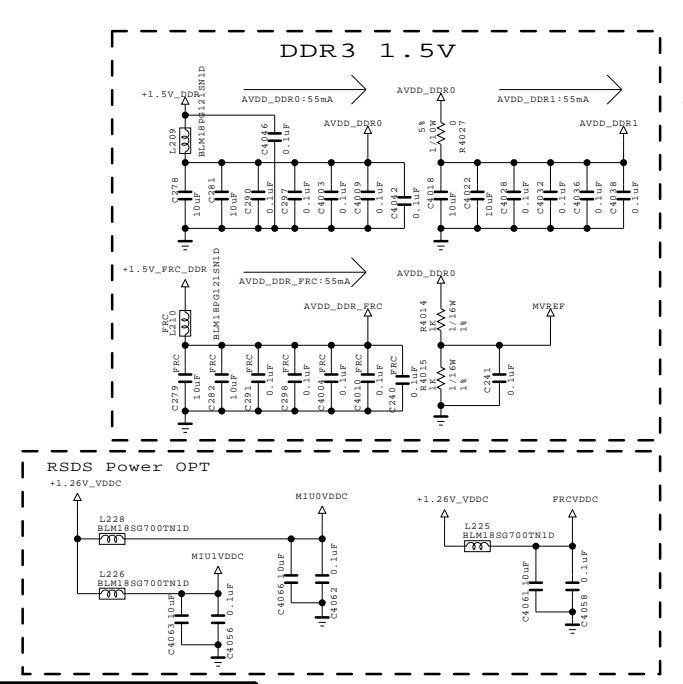 DDR3 1.5V
+1.5V_DDR
AVDD_DDR0:55mA
L209
BLM18PG121SN1D
C4046
0.1uF
AVDD_DDR0
C278
10uF
C281
10uF
C290
0.1uF
C297
0.1uF
C4003
0.1uF
C4009
0.1uF
C4042
0.1uF
AVDD_DDR0
AVDD_DDR1:55mA
5%
1/10W
0
R4027
AVDD_DDR1
C4018
10uF
C4022
10uF
C4028
0.1uF
C4032
0.1uF
C4036
0.1uF
C4038
0.1uF
+1.5V_FRC_DDR
AVDD_DDR_FRC:55mA
FRC
L210
BLM18PG121SN1D
AVDD_DDR_FRC
C279
FRC
10uF
C282
FRC
10uF
C291
FRC
0.1uF
C298
FRC
0.1uF
C4004
FRC
0.1uF
C4010
FRC
0.1uF
C240
FRC
0.1uF
AVDD_DDR0
R4014
1K
1/16W
1%
R4015
1K
1/16W
1%
MVREF
C241
0.1uF
RSDS Power OPT
+1.26V_VDDC
L228
BLM18SG700TN1D
MIU0VDDC
C4066
10uF
C4062
0.1uF
L226
BLM18SG700TN1D
MIU1VDDC
C4063
10uF
C4056
0.1uF
+1.26V_VDDC
FRCVDDC
L225
BLM18SG700TN1D
C4061
10uF
C4058
0.1uF